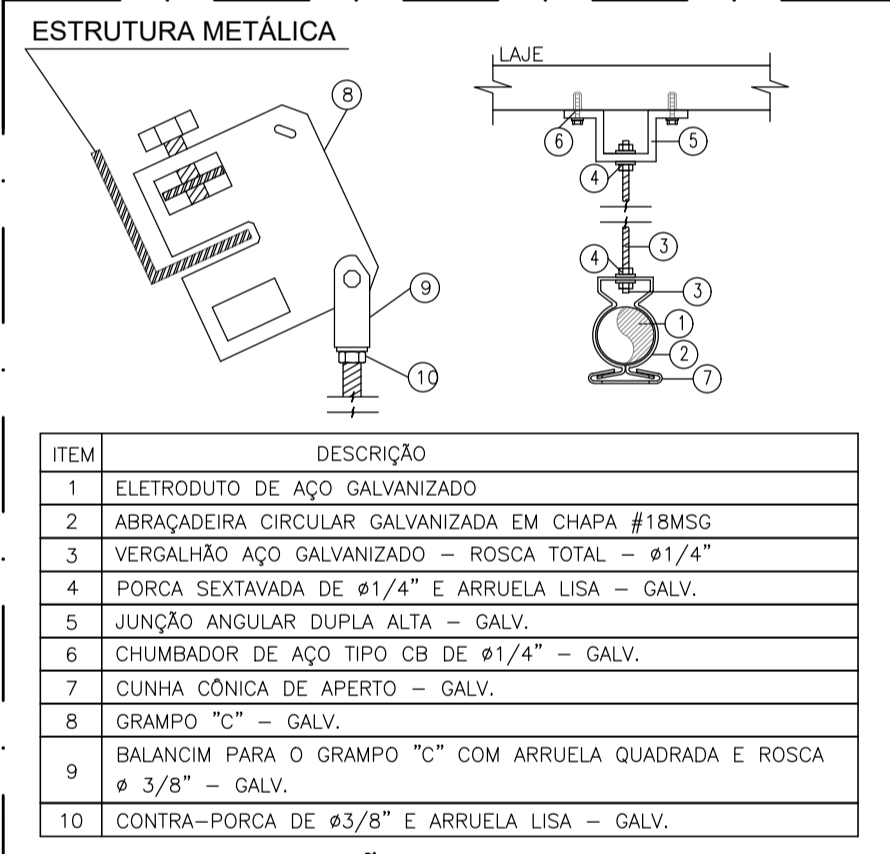 ESTRUTURA METÁLICA
LAJE
8
6
5
4
3
4
9
3
1
2
10
7
ITEM DESCRIÇÃO
1 ELETRODUTO DE AÇO GALVANIZADO
2 ABRAÇADEIRA CIRCULAR GALVANIZADA EM CHAPA #18MSG
3 VERGALHÃO AÇO GALVANIZADO – ROSCA TOTAL – ø1/4”
4 PORCA SEXTAVADA DE ø1/4” E ARRUELA LISA – GALV.
5 JUNÇÃO ANGULAR DUPLA ALTA – GALV.
6 CHUMBADOR DE AÇO TIPO CB DE ø1/4” – GALV.
7 CUNHA CÔNICA DE APERTO – GALV.
8 GRAMPO ”C” – GALV.
9 BALANCIM PARA O GRAMPO ”C” COM ARRUELA QUADRADA E ROSCA
ø 3/8” – GALV.
10 CONTRA–PORCA DE ø3/8” E ARRUELA LISA – GALV.